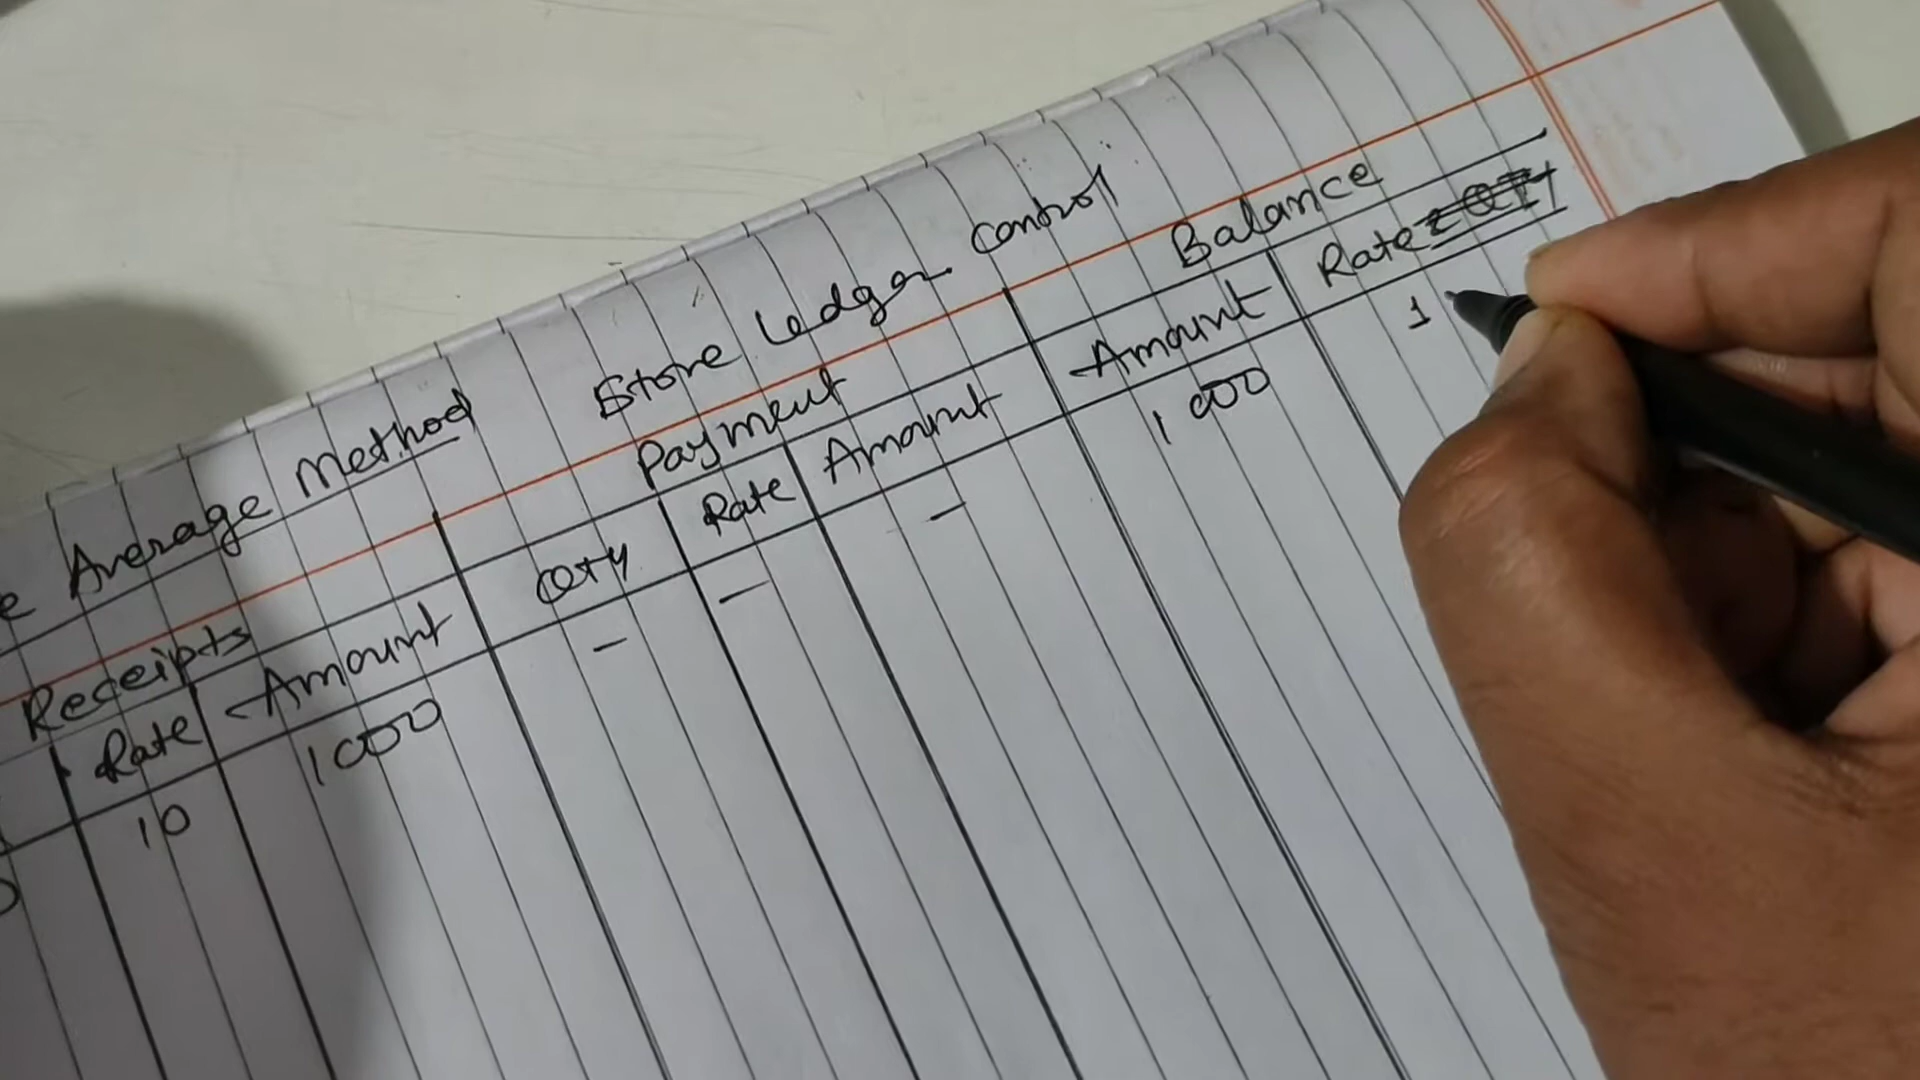 Average Method Store Ledger Control
Receipts Payment Balance
Rate Amount Qty Rate Amount Amount Rate
10 1000 - - - 1000 1